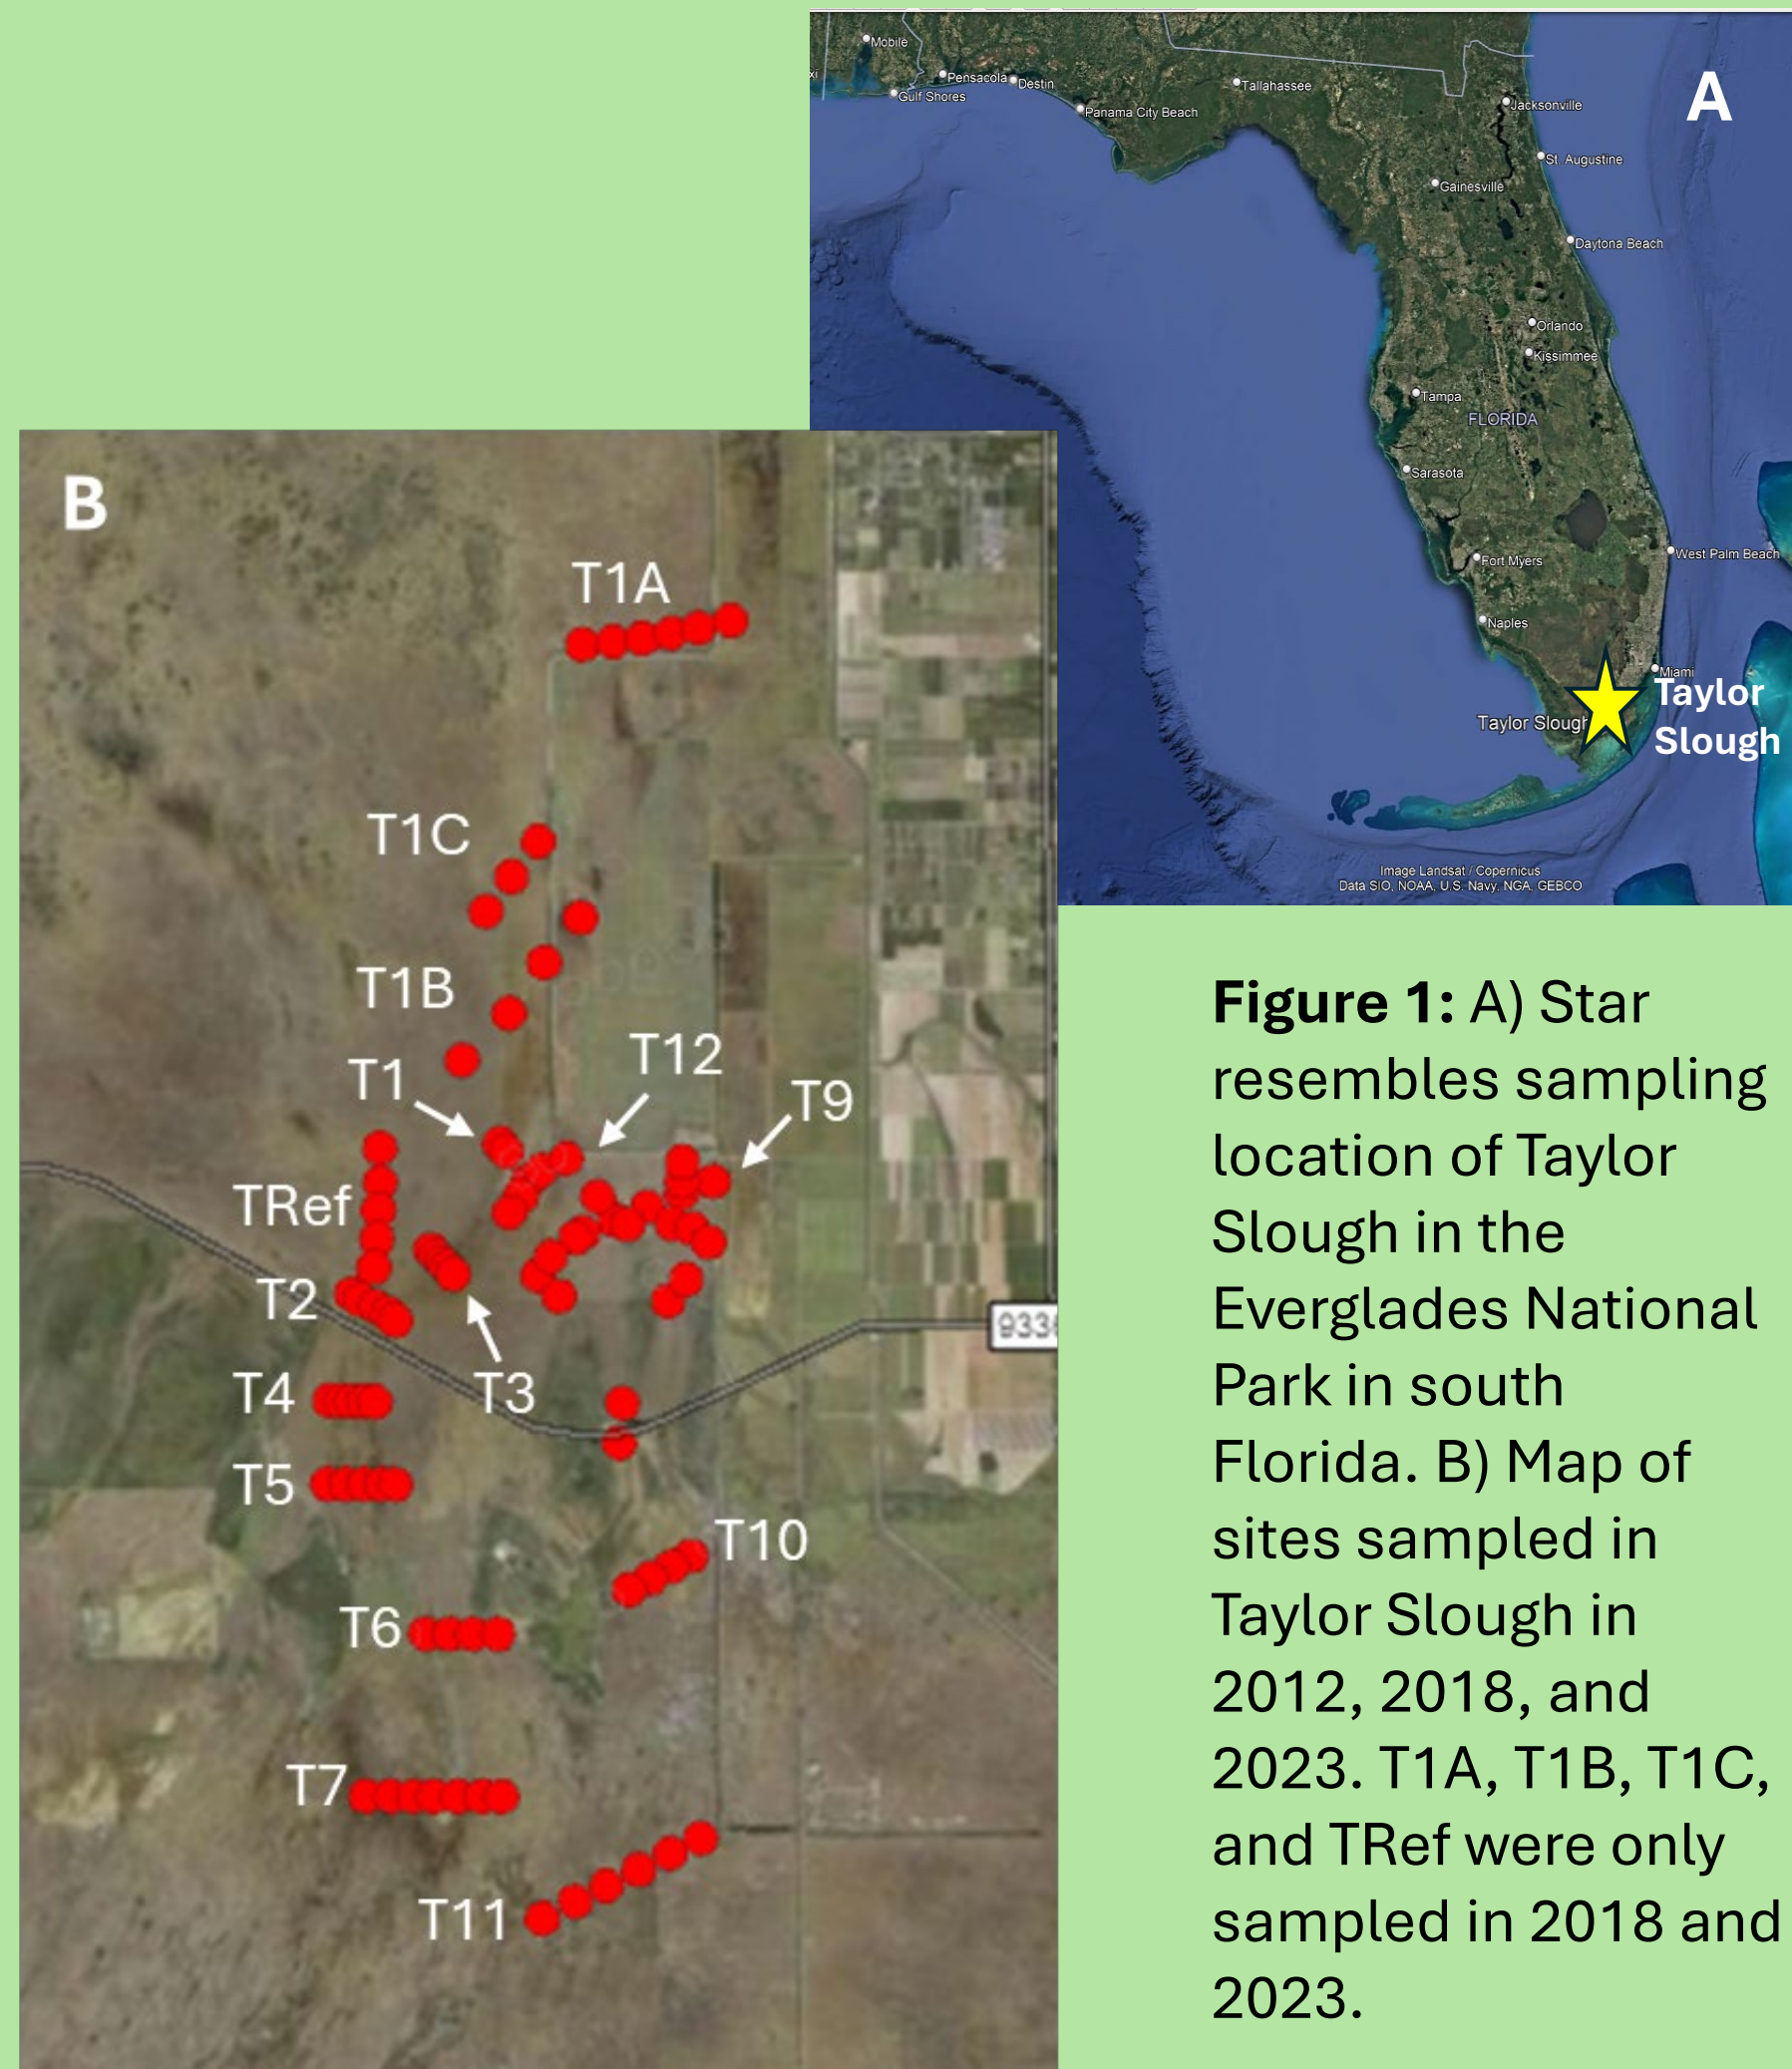 A
Mobile
Pensacola
Destin
Gulf Shores
Tallahassee
Panama City Beach
Jacksonville
St. Augustine
Gainesville
Daytona Beach
Orlando
Kissimmee
Tampa
FLORIDA
Sarasota
Fort Myers
West Palm Beach
Naples
Miami
Taylor Slough
Taylor
Slough
Image Landsat / Copernicus
Data SIO, NOAA, U.S. Navy, NGA, GEBCO
B
T1A
T1C
T1B
T1
T12
T9
TRef
T2
T3
T4
T5
T10
T6
T7
T11
Figure 1: A) Star
resembles sampling
location of Taylor
Slough in the
Everglades National
Park in south
Florida. B) Map of
sites sampled in
Taylor Slough in
2012, 2018, and
2023. T1A, T1B, T1C,
and TRef were only
sampled in 2018 and
2023.